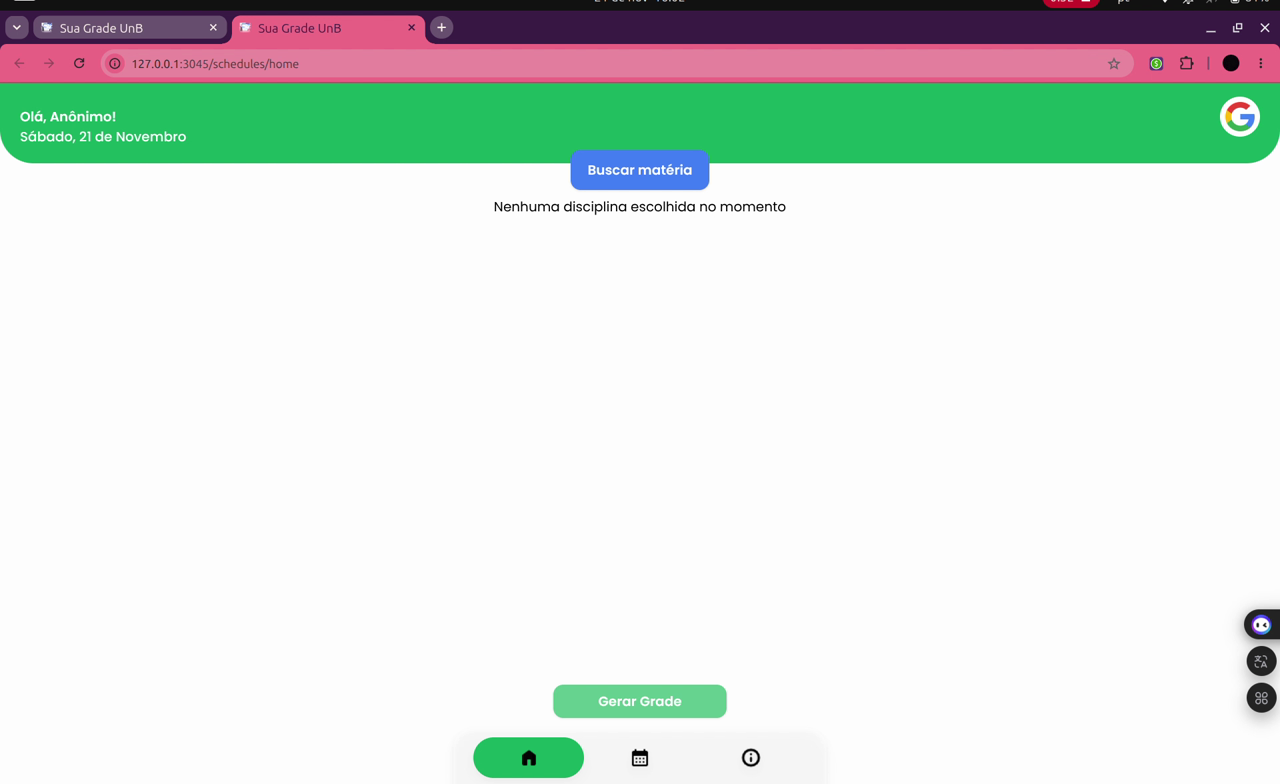 Sua Grade UnB
Sua Grade UnB
127.0.0.1:3045/schedules/home
Olá, Anônimo!
Sábado, 21 de Novembro
Buscar matéria
Nenhuma disciplina escolhida no momento
Gerar Grade